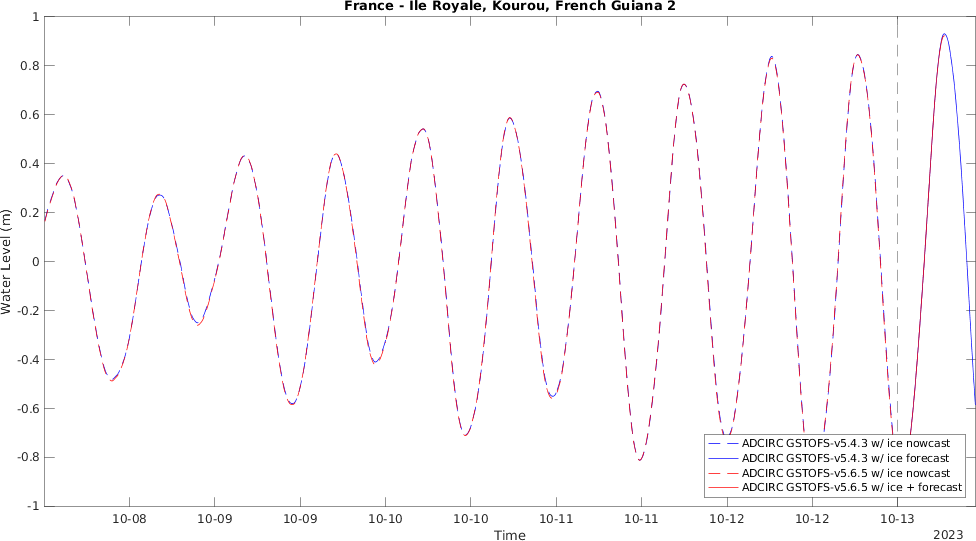 France - Ile Royale, Kourou, French Guiana 2
1
0.8
0.6
0.4
0.2
0
-0.2
-0.4
-0.6
-0.8
-1
Water Level (m)
ADCIRC GSTOFS-v5.4.3 w/ ice nowcast
ADCIRC GSTOFS-v5.4.3 w/ ice forecast
ADCIRC GSTOFS-v5.6.5 w/ ice nowcast
ADCIRC GSTOFS-v5.6.5 w/ ice + forecast
10-08 10-09 10-09 10-10 10-10 10-11 10-11 10-12 10-12 10-13
Time
2023